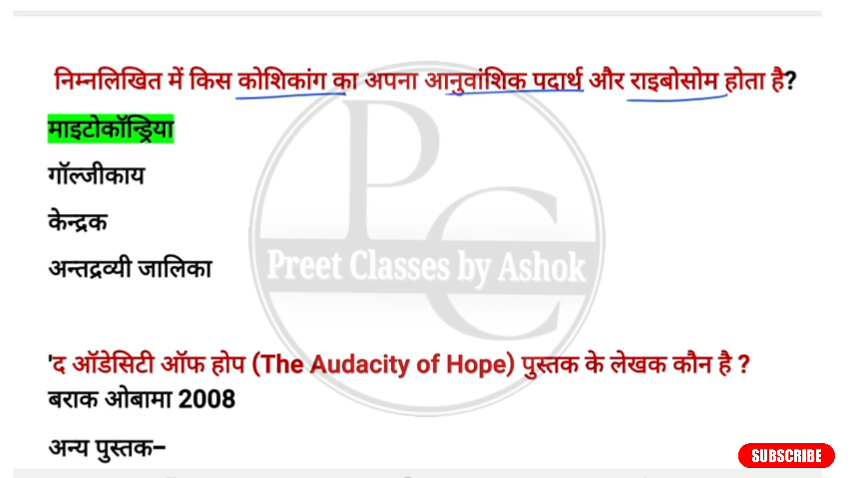 निम्नलिखित में किस कोशिकांग का अपना आनुवांशिक पदार्थ और राइबोसोम होता है?
माइटोकॉन्ड्रिया
गॉल्जीकाय
केन्द्रक
अन्तद्रव्यी जालिका
PC
Preet Classes by Ashok
'द ऑडेसिटी ऑफ होप (The Audacity of Hope) पुस्तक के लेखक कौन है ?
बराक ओबामा 2008
अन्य पुस्तक–
SUBSCRIBE